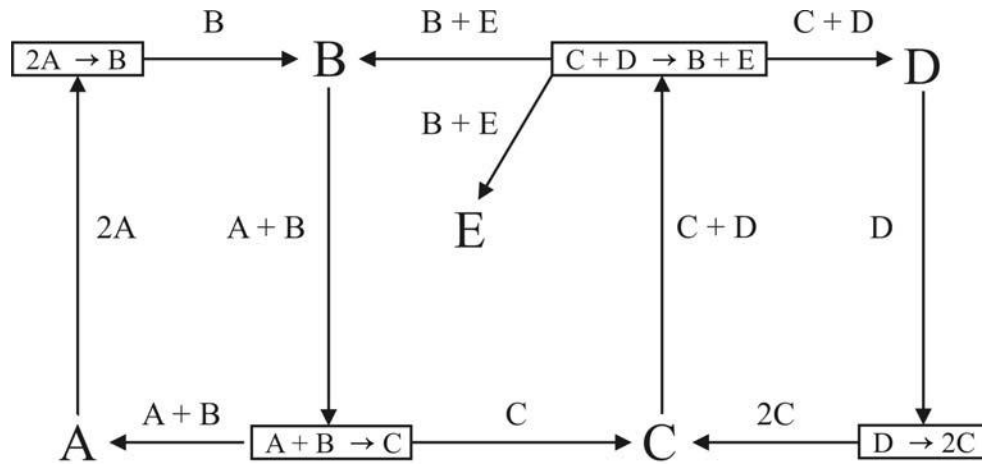 B
B + E
C + D
2A → B
B
C + D → B + E
D
B + E
E
2A
A + B
C + D
D
A + B
C
2C
A
A + B → C
C
D → 2C